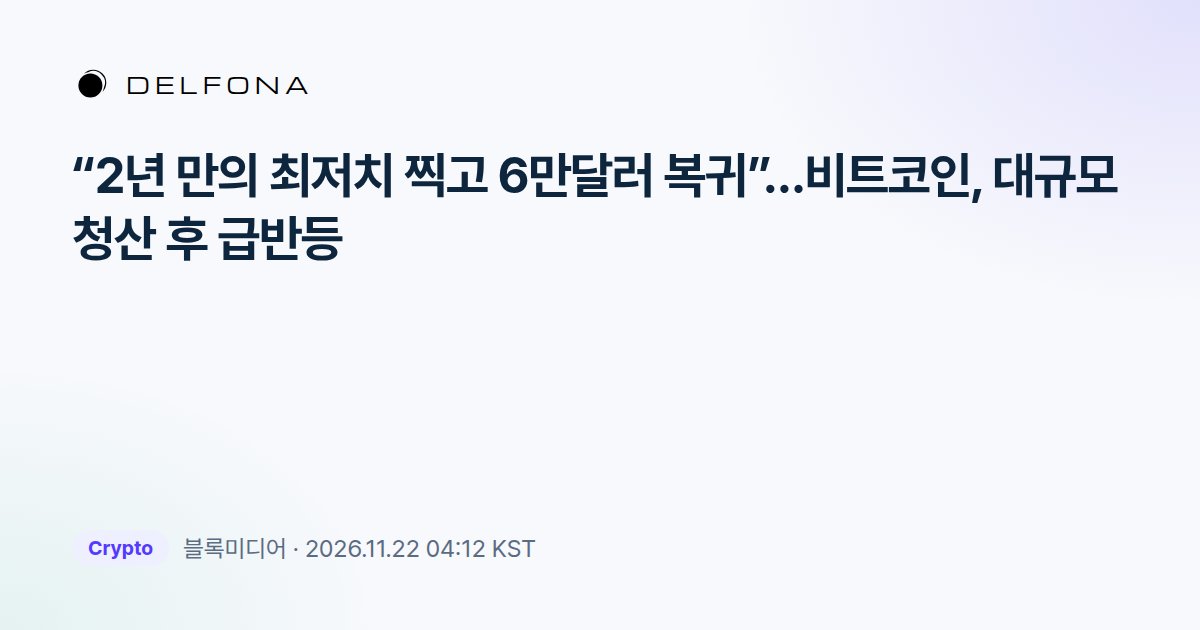 DELFONA
“2년 만의 최저치 찍고 6만달러 복귀”…비트코인, 대규모
청산 후 급반등
Crypto 블록미디어 · 2026.11.22 04:12 KST